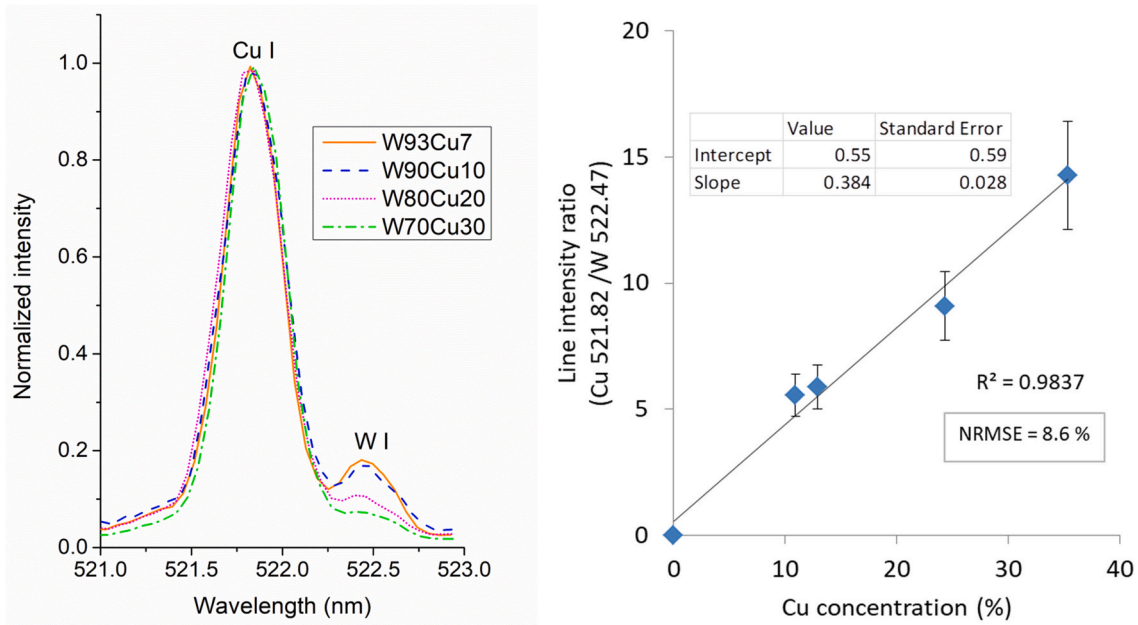 Cu I
W I
W93Cu7
W90Cu10
W80Cu20
W70Cu30
Normalized intensity
1.0
0.8
0.6
0.4
0.2
0.0
521.0
521.5
522.0
522.5
523.0
Wavelength (nm)
Line intensity ratio
(Cu 521.82 /W 522.47)
20
15
10
5
0
Value Standard Error
Intercept 0.55 0.59
Slope 0.384 0.028
R² = 0.9837
NRMSE = 8.6 %
0
10
20
30
40
Cu concentration (%)